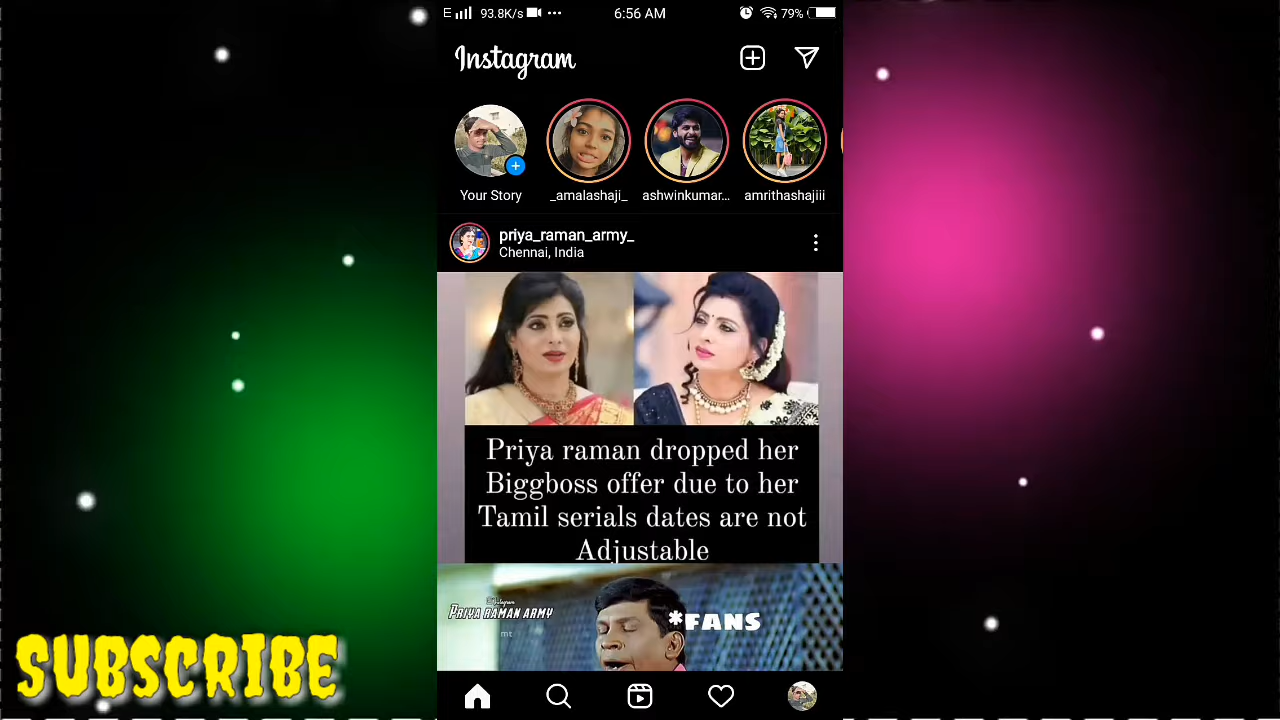 E 93.8K/s ••• 6:56 AM 79%
Instagram
Your Story _amalashaji_ ashwinkumar... amrithashajiii
priya_raman_army_
Chennai, India
Priya raman dropped her
Biggboss offer due to her
Tamil serials dates are not
Adjustable
PRIYA RAMAN ARMY
*FANS
SUBSCRIBE